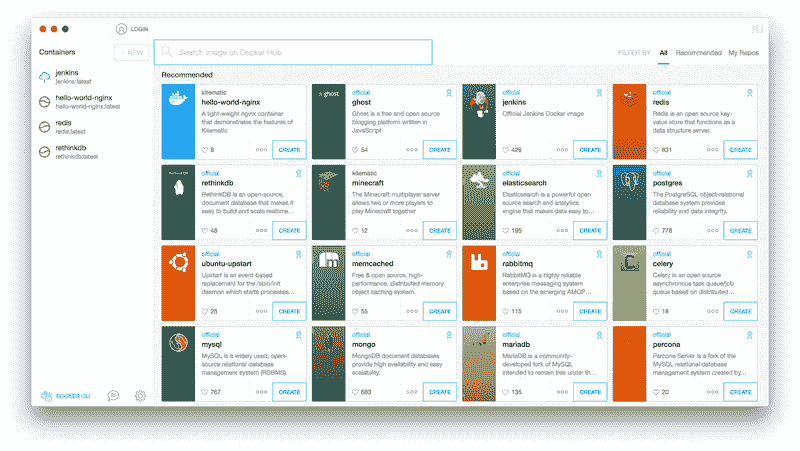 LOGIN
Containers
+ NEW
Search Image on Docker Hub
FILTER BY All Recommended My Repos
Recommended
jenkins
jenkins:latest
hello-world-nginx
hello-world-nginx:latest
redis
redis:latest
rethinkdb
rethinkdb:latest
kitematic
hello-world-nginx
A light-weight nginx container
that demonstrates the features of
Kitematic
8
CREATE
ghost
official
ghost
Ghost is a free and open source
blogging platform written in
JavaScript
54
CREATE
official
jenkins
Official Jenkins Docker image
426
CREATE
official
redis
Redis is an open source key-
value store that functions as a
data structure server.
831
CREATE
official
rethinkdb
RethinkDB is an open-source,
document database that makes it
easy to build and scale realtime...
48
CREATE
kitematic
minecraft
The Minecraft multiplayer server
allows two or more players to
play Minecraft together
12
CREATE
official
elasticsearch
Elasticsearch is a powerful open
source search and analytics
engine that makes data easy to...
195
CREATE
official
postgres
The PostgreSQL object-relational
database system provides
reliability and data integrity.
778
CREATE
official
ubuntu-upstart
Upstart is an event-based
replacement for the /sbin/init
daemon which starts processes...
25
CREATE
official
memcached
Free & open source, high-
performance, distributed memory
object caching system.
55
CREATE
official
rabbitmq
RabbitMQ is a highly reliable
enterprise messaging system
based on the emerging AMQP...
115
CREATE
official
celery
Celery is an open source
asynchronous task queue/job
queue based on distributed...
CREATE
official
mysql
MySQL is a widely used, open-
source relational database
management system (RDBMS).
767
CREATE
official
mongo
MongoDB document databases
provide high availability and easy
scalability.
683
CREATE
official
mariadb
MariaDB is a community-
developed fork of MySQL
intended to remain free under th...
135
CREATE
official
percona
Percona Server is a fork of the
MySQL relational database
management system created by...
20
CREATE
DOCKER CLI